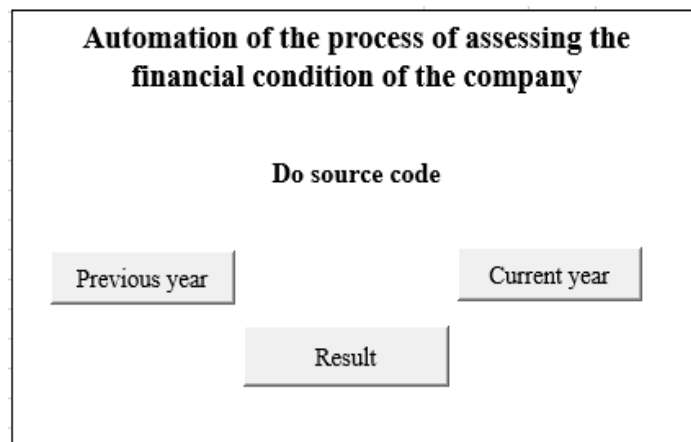 Automation of the process of assessing the
financial condition of the company
Do source code
Previous year
Current year
Result